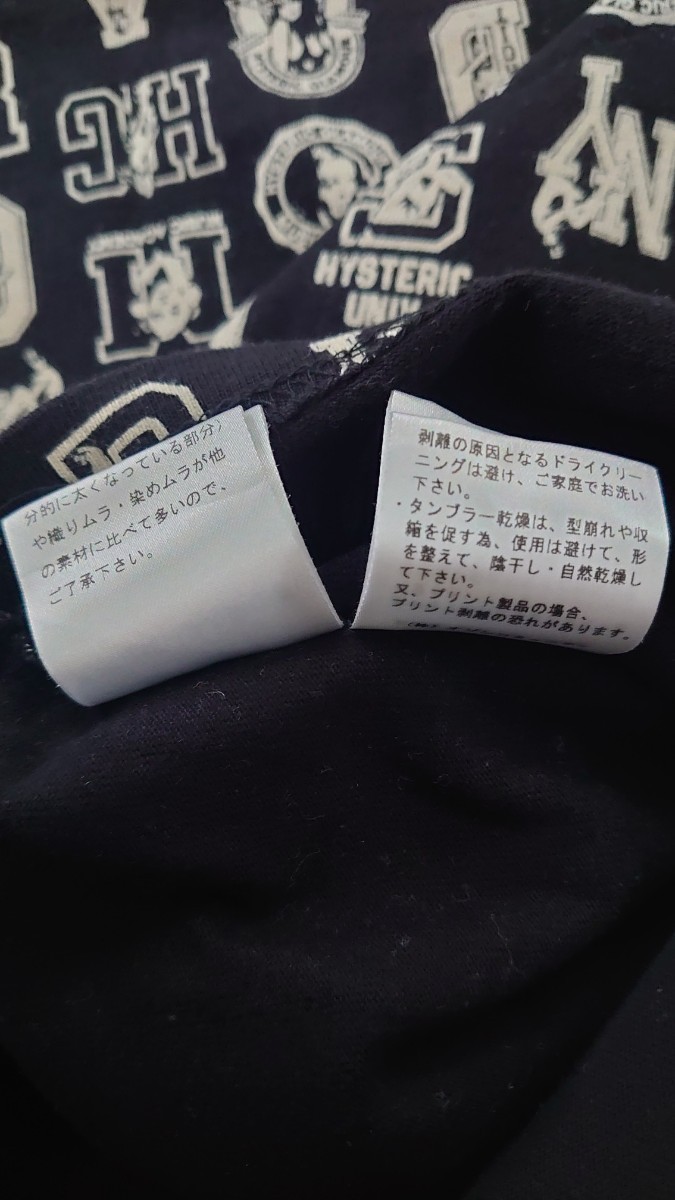 HG
NY
HYSTERIC
UNIV
分的に太くなっている部分)
や織りムラ・染めムラが他
の素材に比べて多いので、
ご了承下さい。
剥離の原因となるドライクリー
ニングは避け、ご家庭でお洗い
下さい。
・タンブラー乾燥は、型崩れや収
縮を促す為、使用は避けて、形
を整えて、陰干し・自然乾燥し
て下さい。
又、プリント製品の場合、
プリント剥離の恐れがあります。